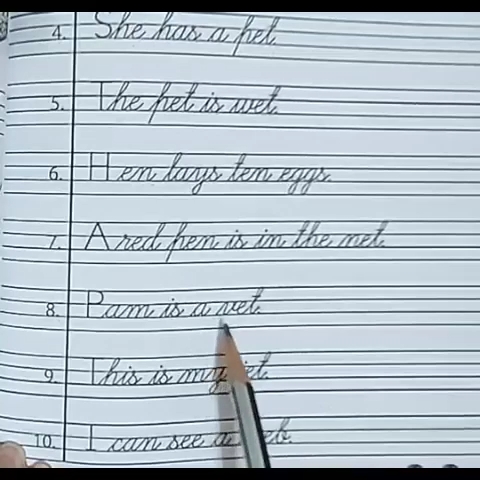 4. She has a pet.
5. The pet is wet.
6. Hen lays ten eggs.
7. A red pen is in the net.
8. Pam is a vet.
9. This is my
10. I can see a